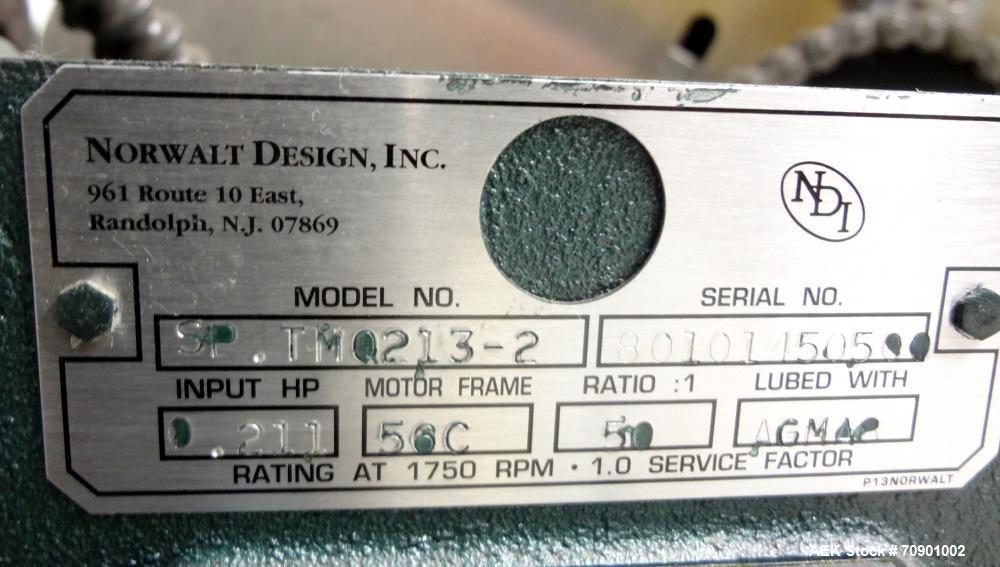 NORWALT DESIGN, INC.
961 Route 10 East,
Randolph, N.J. 07869
NDI
MODEL NO. SERIAL NO.
SP.TMQ213-2
INPUT HP MOTOR FRAME RATIO :1 LUBED WITH
0.211 56C 50
RATING AT 1750 RPM · 1.0 SERVICE FACTOR
P13NORWALT
AEK Stock # 70901002